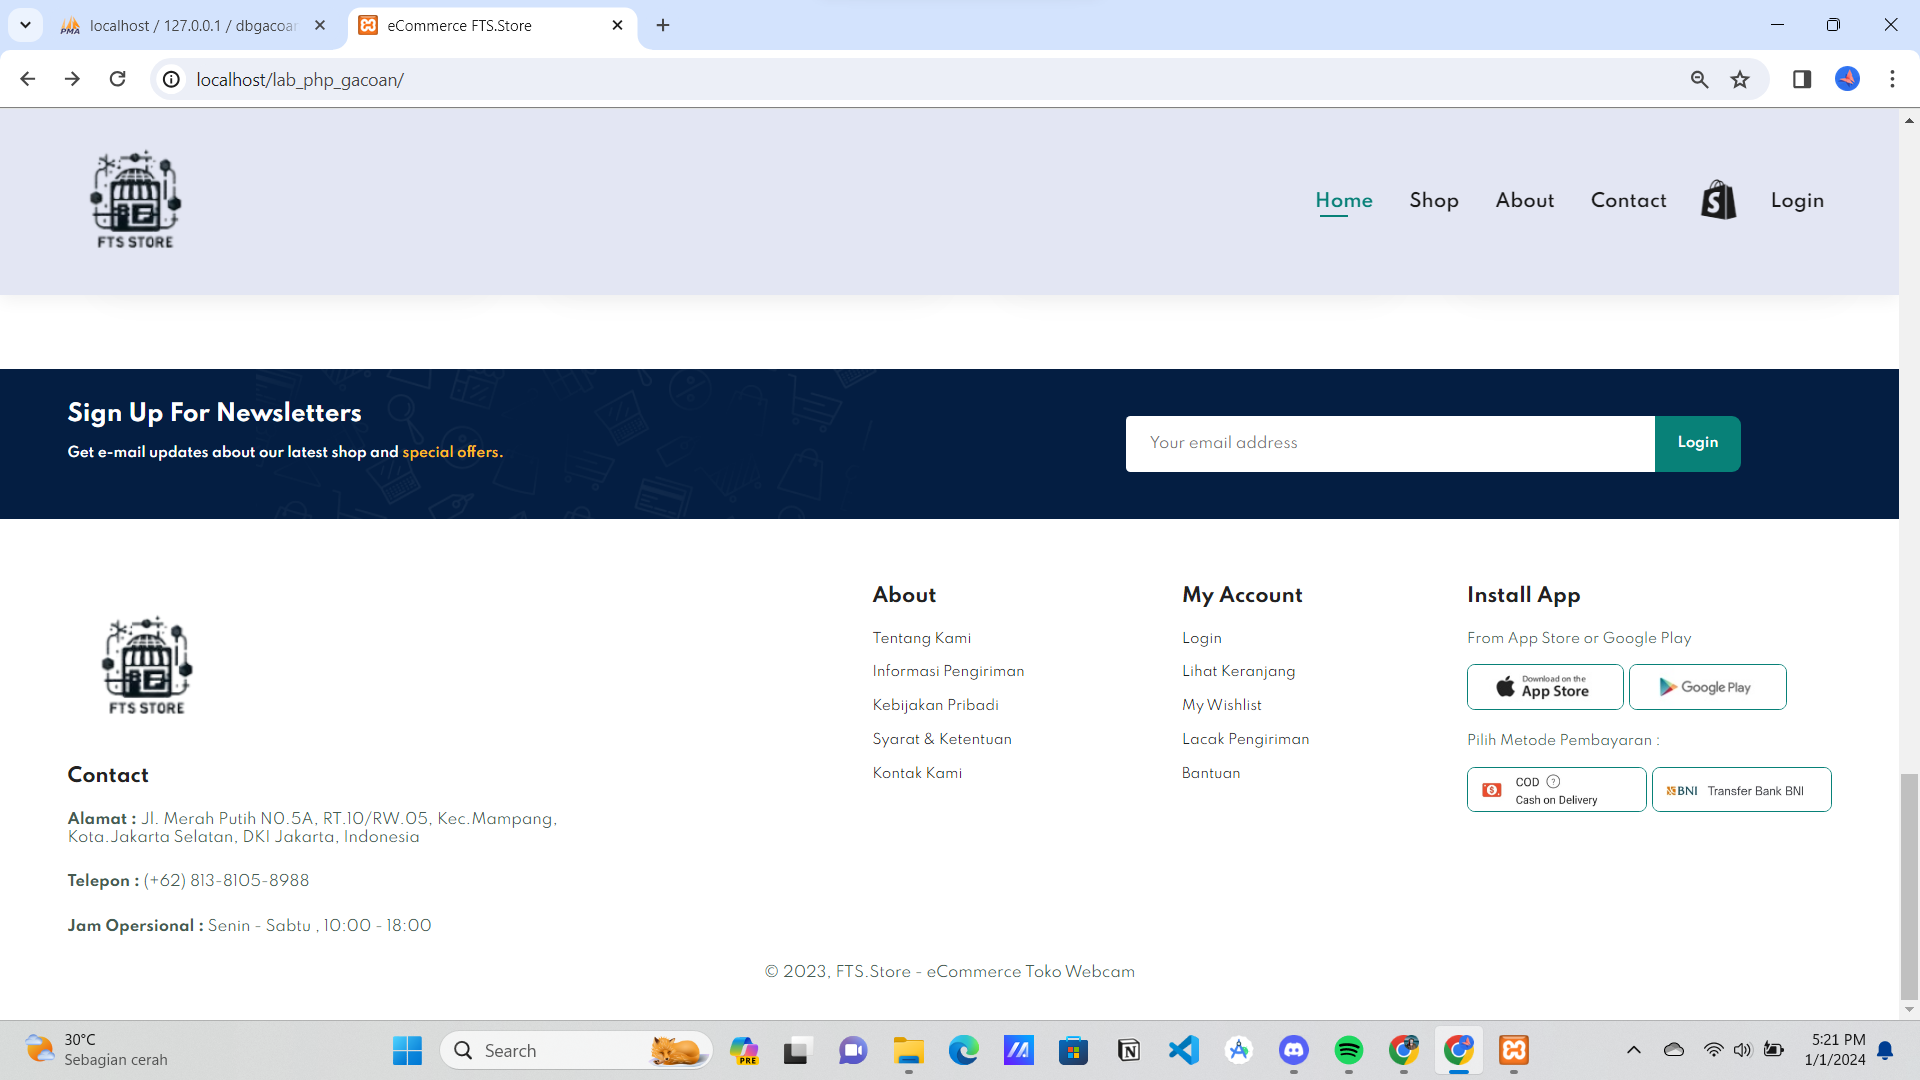 localhost / 127.0.0.1 / dbgacoan
eCommerce FTS.Store
localhost/lab_php_gacoan/
FTS STORE
Home
Shop
About
Contact
Login
Sign Up For Newsletters
Get e-mail updates about our latest shop and special offers.
Your email address
Login
FTS STORE
Contact
Alamat : Jl. Merah Putih N0.5A, RT.10/RW.05, Kec.Mampang,
Kota.Jakarta Selatan, DKI Jakarta, Indonesia
Telepon : (+62) 813-8105-8988
Jam Opersional : Senin - Sabtu , 10:00 - 18:00
About
Tentang Kami
Informasi Pengiriman
Kebijakan Pribadi
Syarat & Ketentuan
Kontak Kami
My Account
Login
Lihat Keranjang
My Wishlist
Lacak Pengiriman
Bantuan
Install App
From App Store or Google Play
Download on the
App Store
Google Play
Pilih Metode Pembayaran :
COD ?
Cash on Delivery
BNI Transfer Bank BNI
© 2023, FTS.Store - eCommerce Toko Webcam
30°C
Sebagian cerah
Search
PRE
5:21 PM
1/1/2024